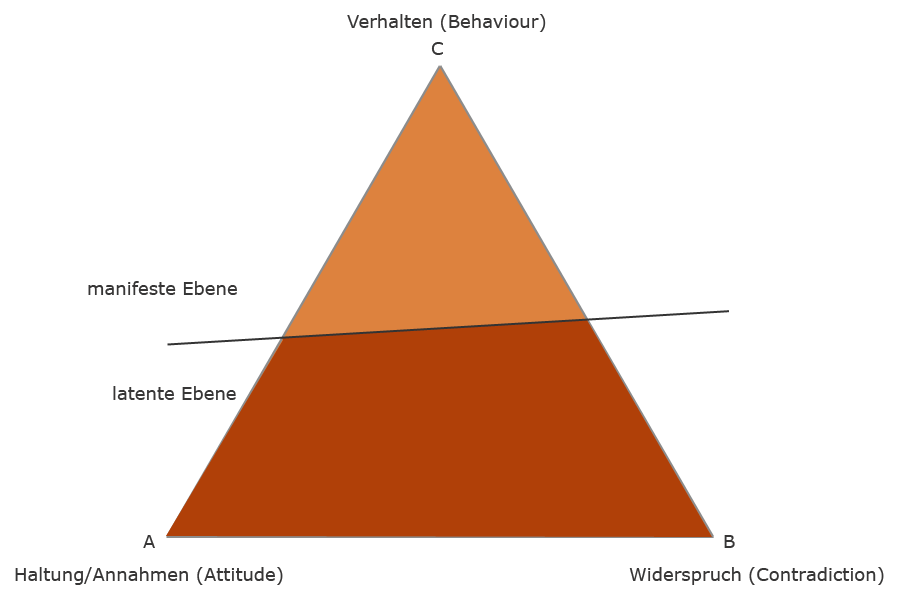 Verhalten (Behaviour)
C
manifeste Ebene
latente Ebene
A
B
Haltung/Annahmen (Attitude)
Widerspruch (Contradiction)